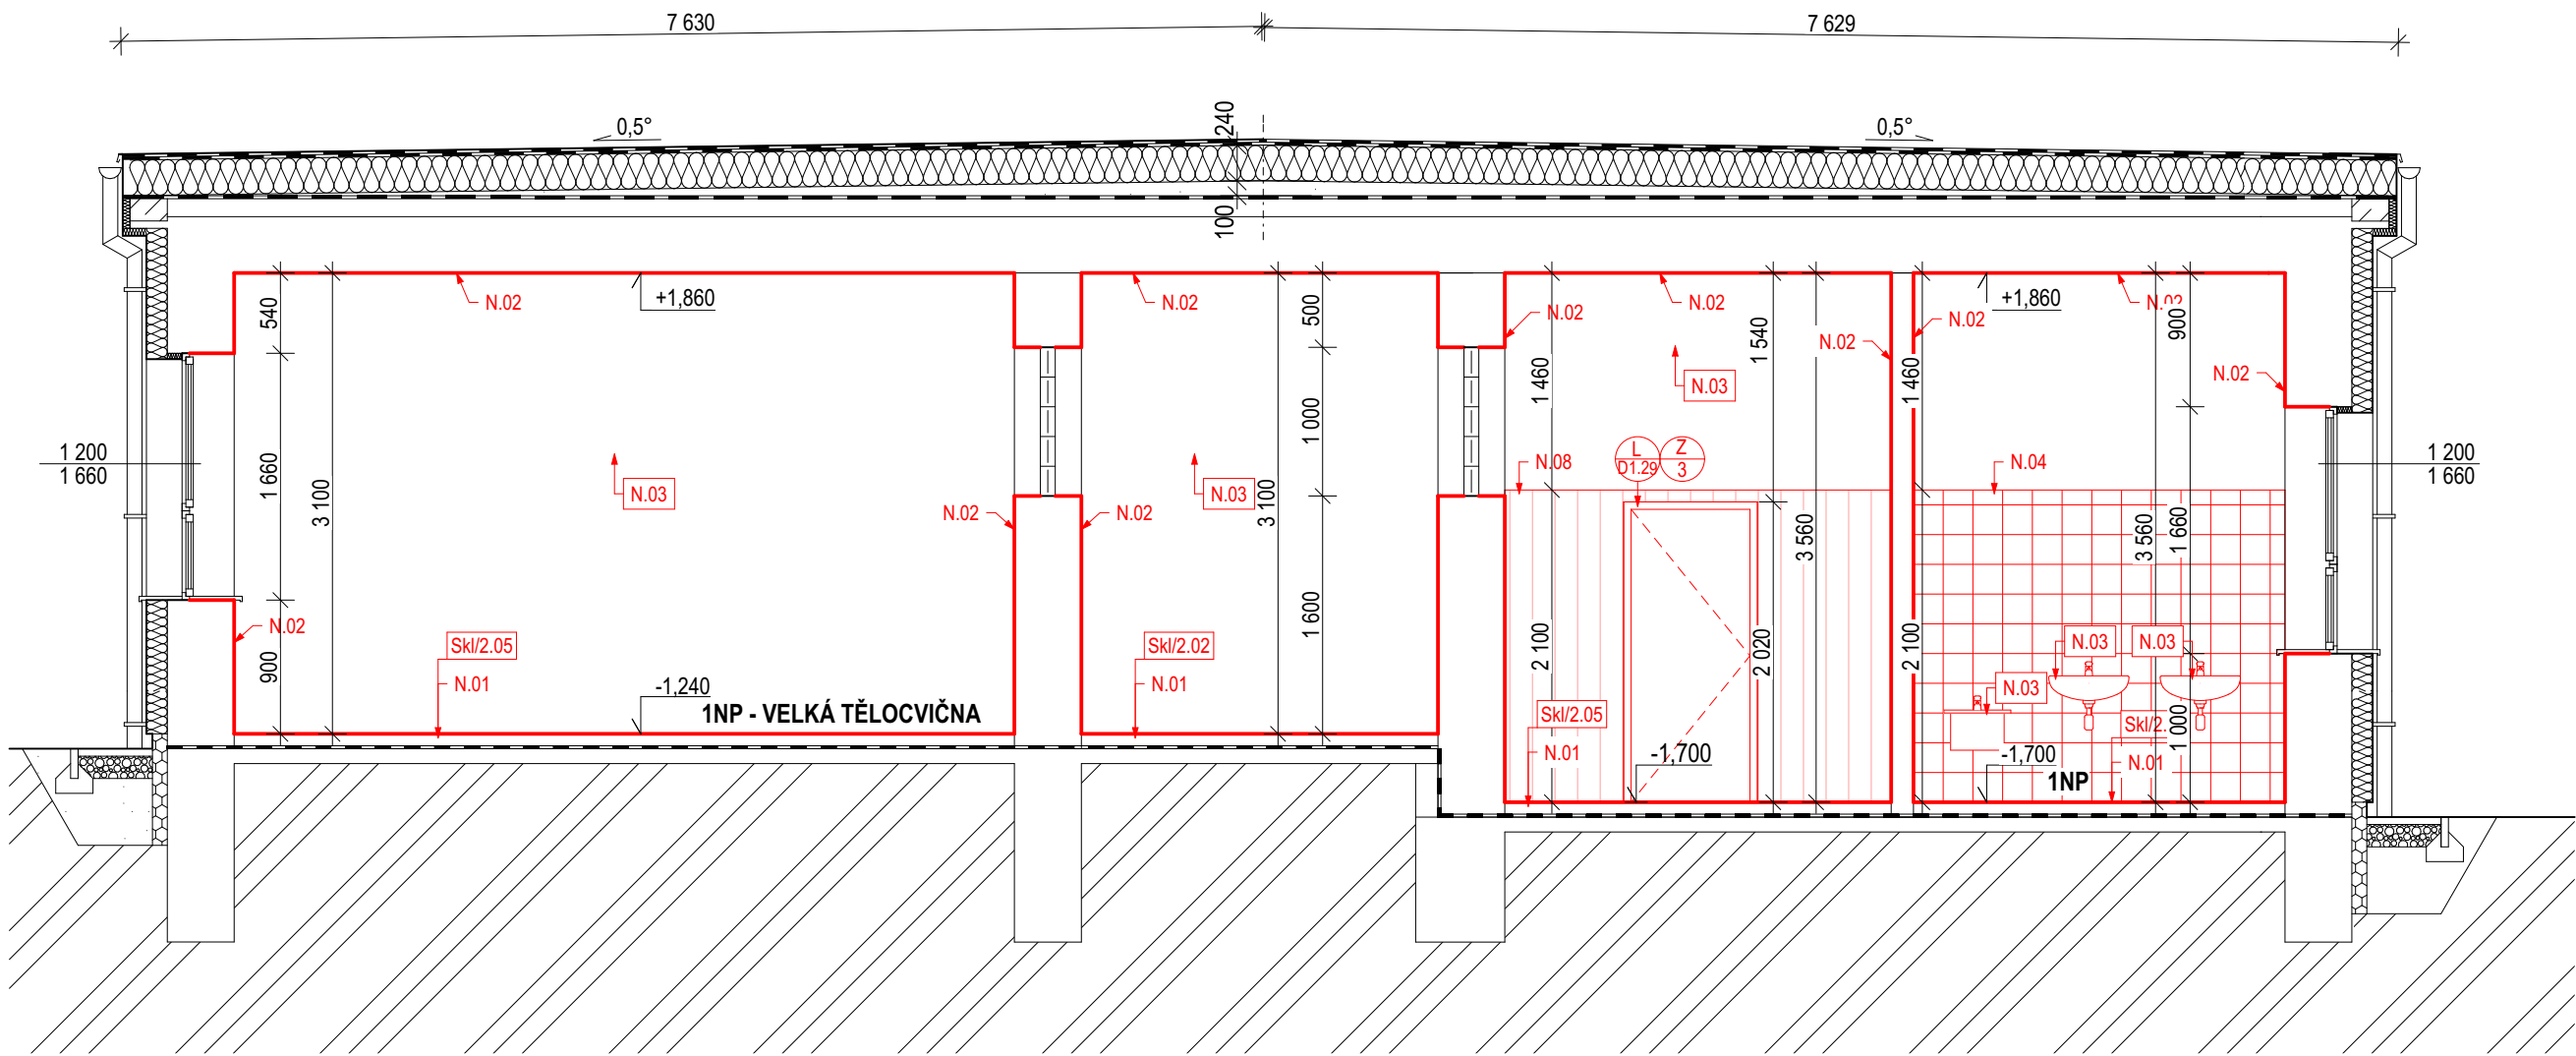 7 630
7 629
0,5°
240
0,5°
100
540
3 100
N.02
+1,860
N.02
500
N.02
N.02
1 540
N.02
1 460
N.03
N.02
1 460
+1,860
900
N.02
1 200
1 660
1 660
N.03
N.02
N.02
N.03
3 100
1 000
N.08
L
D1.29
Z
3
3 560
N.04
3 560
1 660
N.02
1 200
1 660
N.02
900
Skl/2.05
N.01
-1,240
1NP - VELKÁ TĚLOCVIČNA
Skl/2.02
N.01
1 600
2 100
2 020
Skl/2.05
N.01
-1,700
2 100
N.03
N.03
N.03
Skl/2.
1 000
-1,700
1NP
N.01